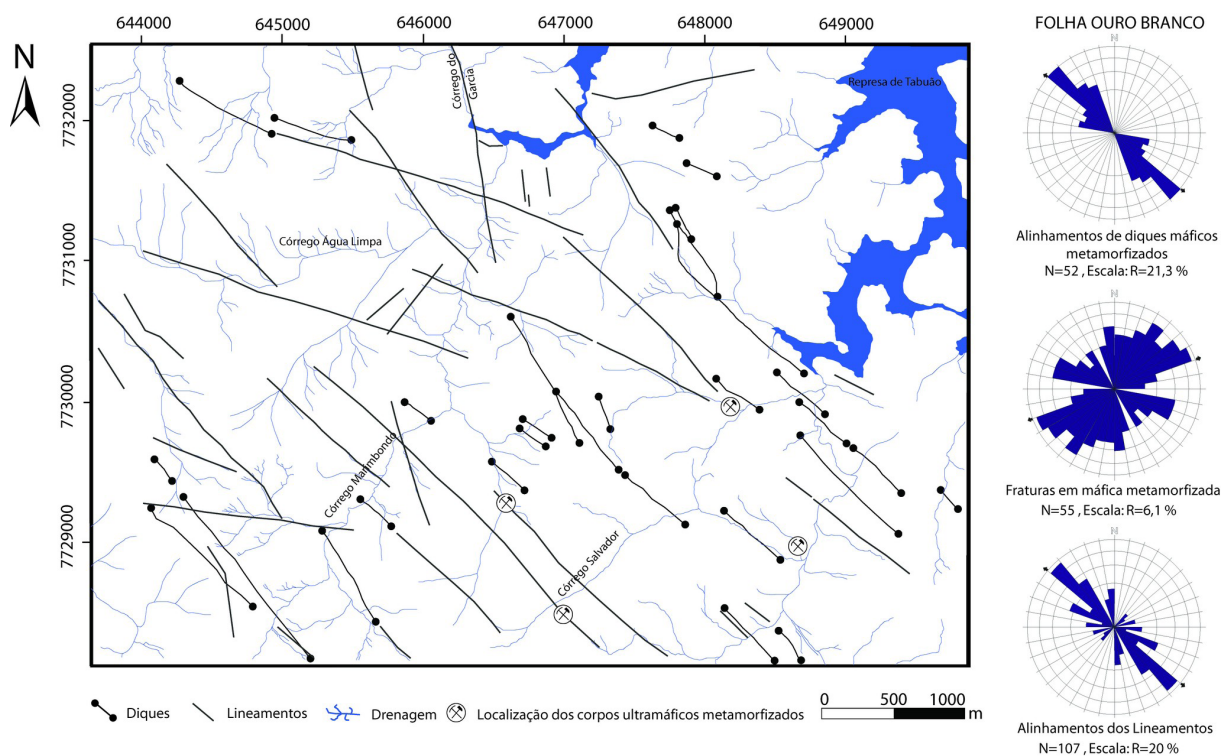 644000 645000 646000 647000 648000 649000
FOLHA OURO BRANCO
N
N
7732000
7731000
7730000
7729000
Córrego do
Garcia
Represa de Tabuão
Córrego Água Limpa
Córrego Marimbondo
Córrego Salvador
Alinhamentos de diques máficos
metamorfizados
N=52 , Escala: R=21,3 %
N
Fraturas em máfica metamorfizada
N=55 , Escala: R=6,1 %
N
Alinhamentos dos Lineamentos
N=107 , Escala: R=20 %
Diques
Lineamentos
Drenagem
Localização dos corpos ultramáficos metamorfizados
0 500 1000
m